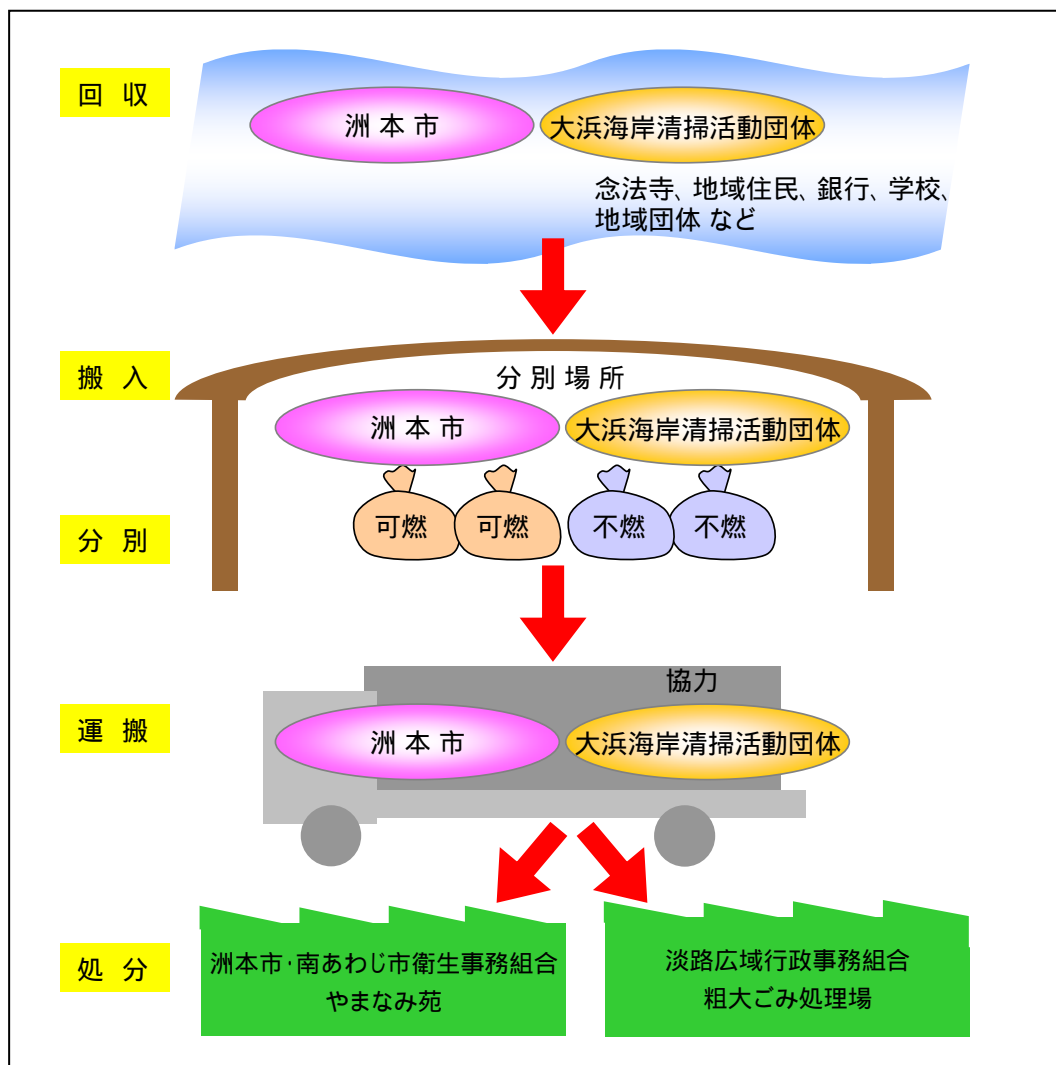 回 収
洲 本 市
大浜海岸清掃活動団体
念法寺、地域住民、銀行、学校、
地域団体 など
搬 入
分 別 場 所
洲 本 市
大浜海岸清掃活動団体
分 別
可燃
可燃
不燃
不燃
運 搬
協力
洲 本 市
大浜海岸清掃活動団体
処 分
洲本市・南あわじ市衛生事務組合
やまなみ苑
淡路広域行政事務組合
粗大ごみ処理場